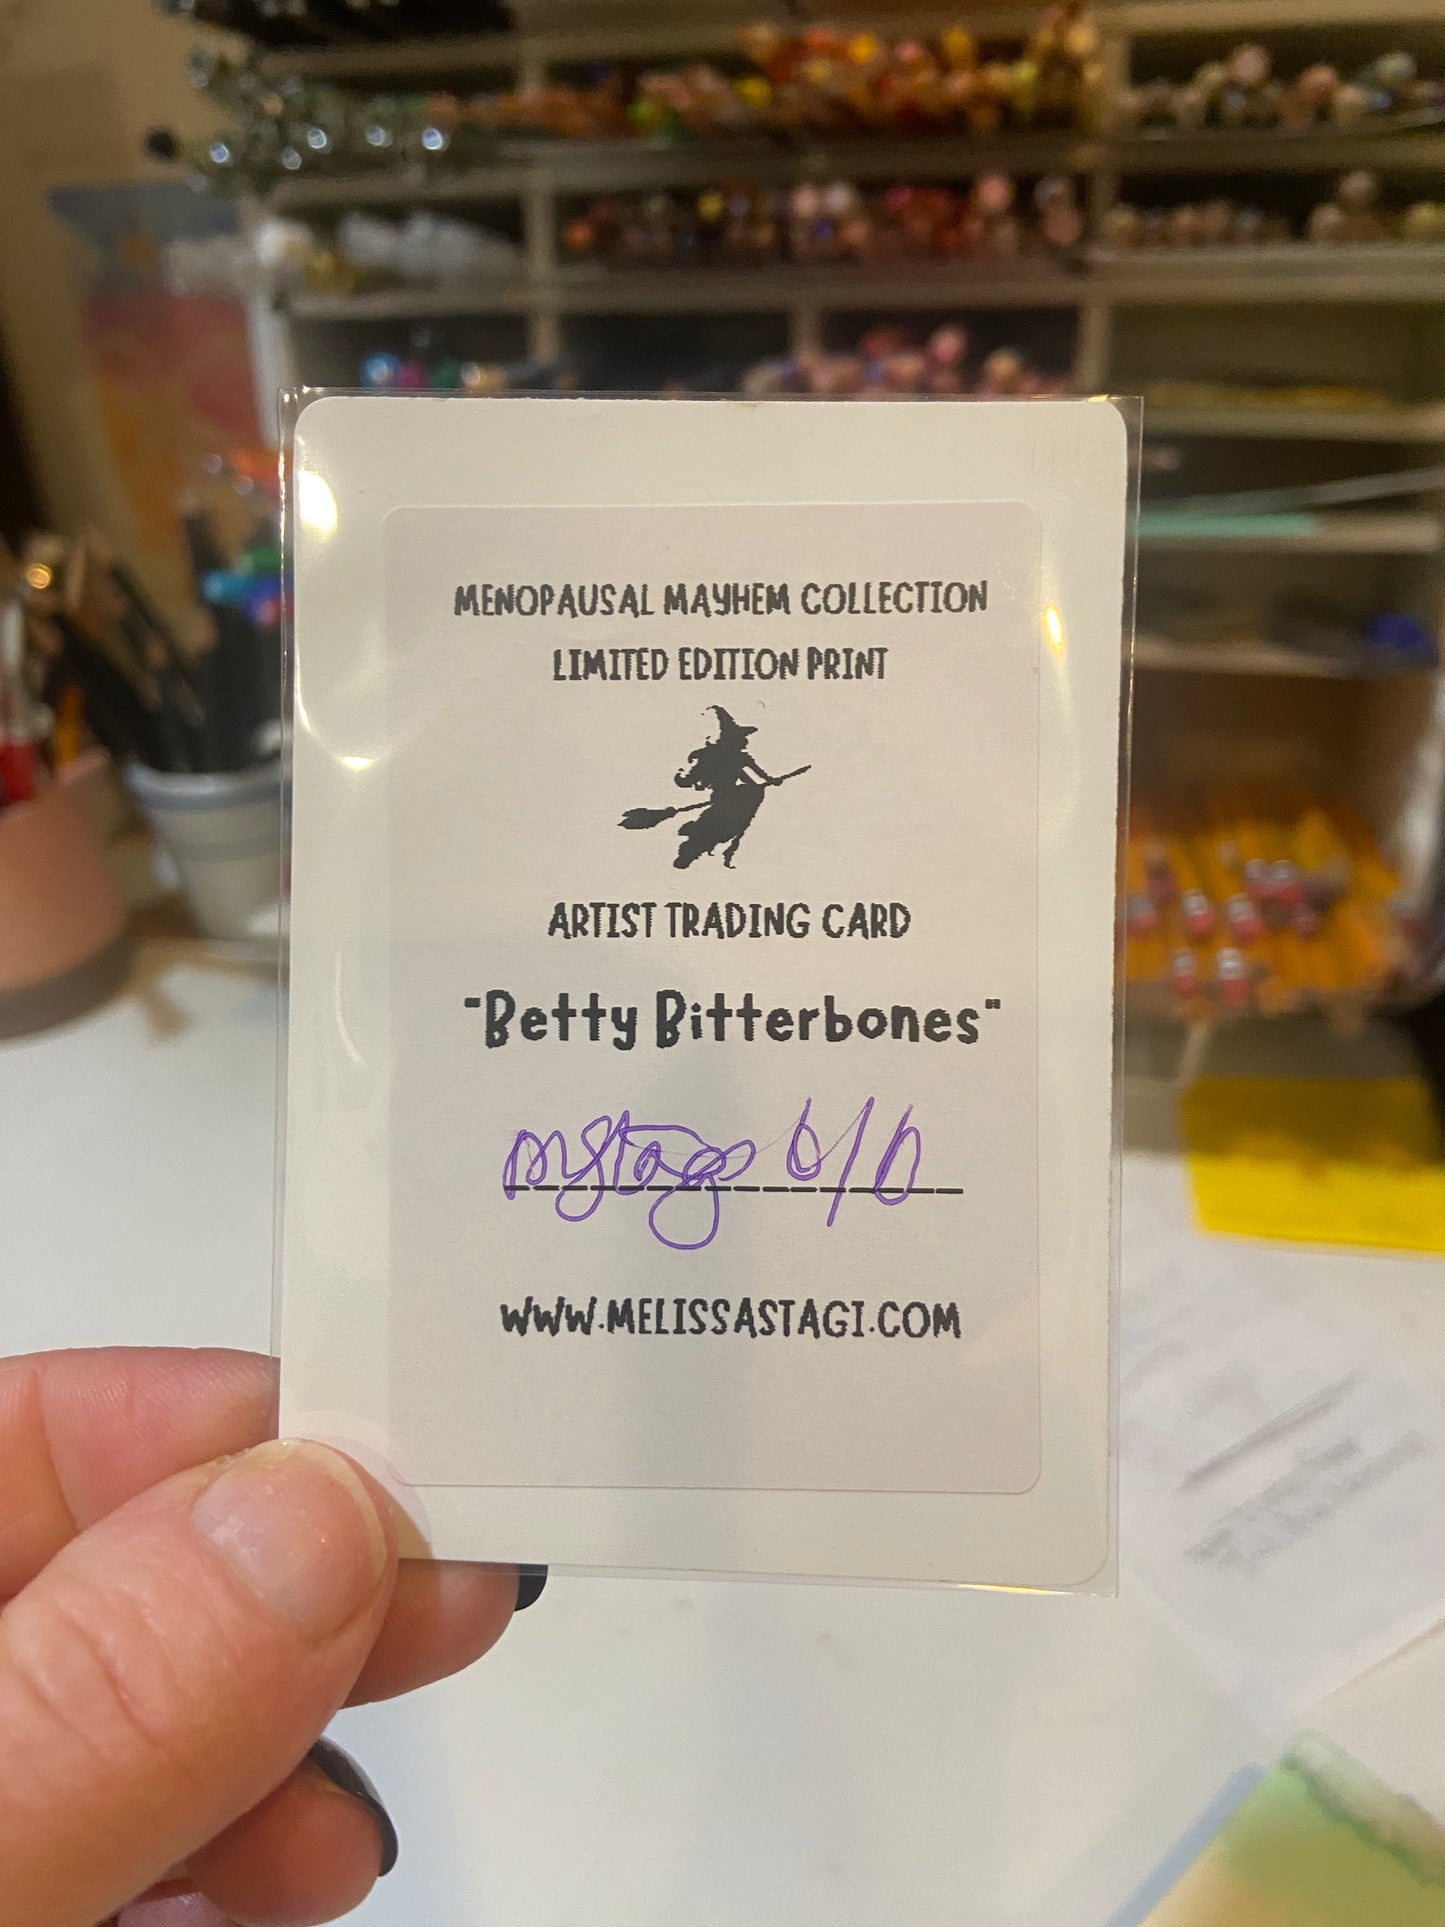 MENOPAUSAL MAYHEM COLLECTION
LIMITED EDITION PRINT
ARTIST TRADING CARD
"Betty Bitterbones"
WWW.MELISSASTAGI.COM